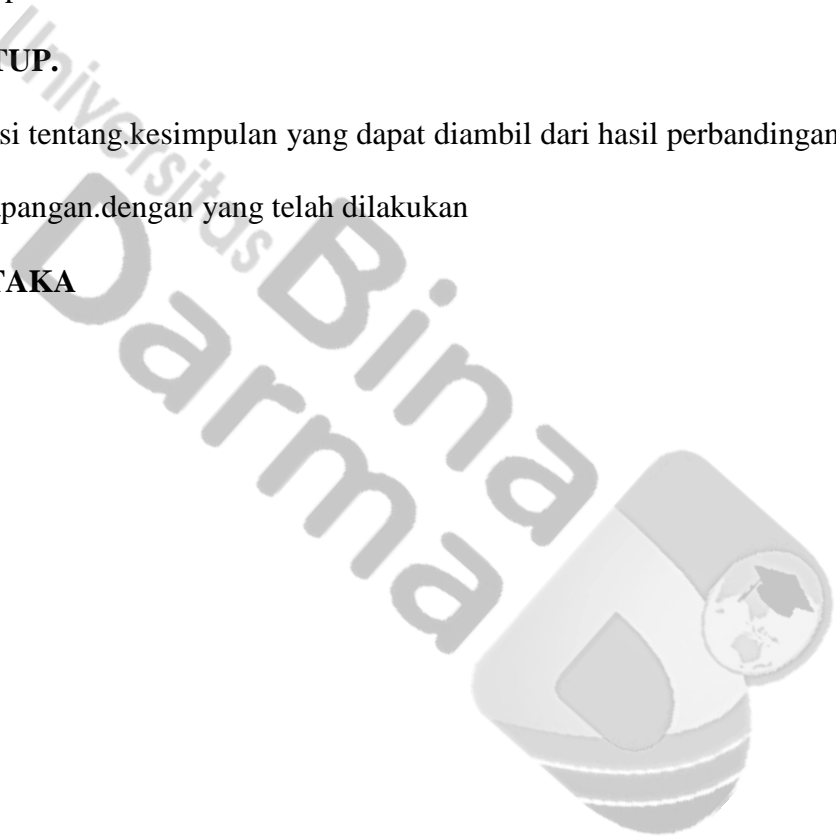 TUP.
si tentang.kesimpulan yang dapat diambil dari hasil perbandingan
pangan.dengan yang telah dilakukan
TAKA
Universitas
Bina
Darma